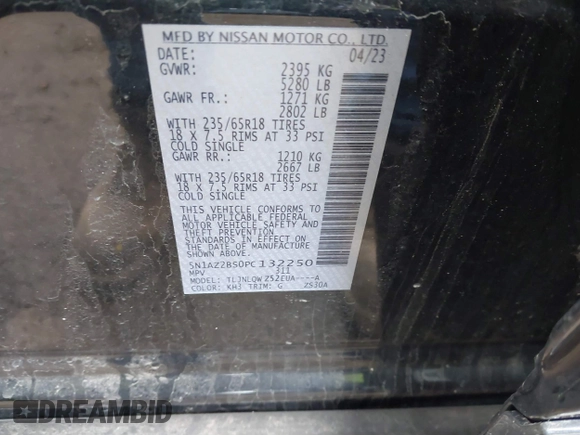 MFD BY NISSAN MOTOR CO., LTD.
DATE: 04/23
GVWR: 2395 KG
5280 LB
GAWR FR.: 1271 KG
2802 LB
WITH 235/65R18 TIRES
18 X 7.5 RIMS AT 33 PSI
COLD SINGLE
GAWR RR.: 1210 KG
2667 LB
WITH 235/65R18 TIRES
18 X 7.5 RIMS AT 33 PSI
COLD SINGLE
THIS VEHICLE CONFORMS TO
ALL APPLICABLE FEDERAL
MOTOR VEHICLE SAFETY AND
THEFT PREVENTION
STANDARDS IN EFFECT ON
THE DATE OF MANUFACTURE
SHOWN ABOVE.
5N1AZ2BS0PC132250
MPV 311
MODEL: TLJNLQWZ52EUA----A
COLOR: KH3 TRIM: G ZS30A
DREAMBID